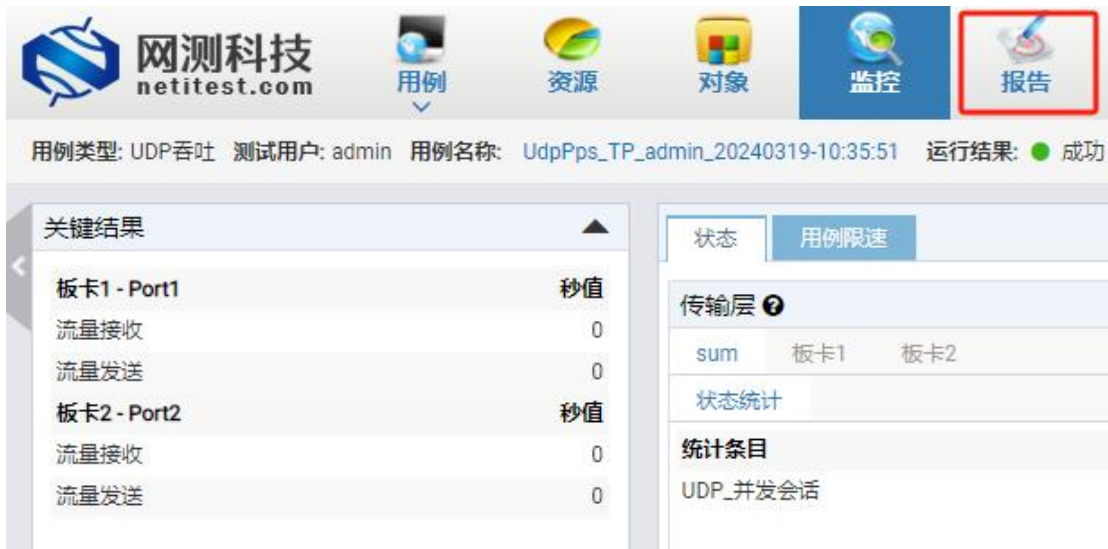 网测科技
netitest.com
用例
资源
对象
监控
报告
用例类型: UDP吞吐 测试用户: admin 用例名称: UdpPps_TP_admin_20240319-10:35:51 运行结果: 成功
关键结果
板卡1 - Port1 秒值
流量接收 0
流量发送 0
板卡2 - Port2 秒值
流量接收 0
流量发送 0
状态 用例限速
传输层
sum 板卡1 板卡2
状态统计
统计条目
UDP_并发会话